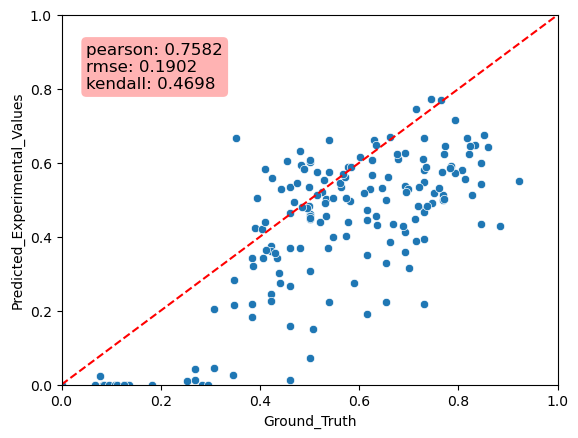 pearson: 0.7582
rmse: 0.1902
kendall: 0.4698
Predicted_Experimental_Values
1.0
0.8
0.6
0.4
0.2
0.0
0.0 0.2 0.4 0.6 0.8 1.0
Ground_Truth